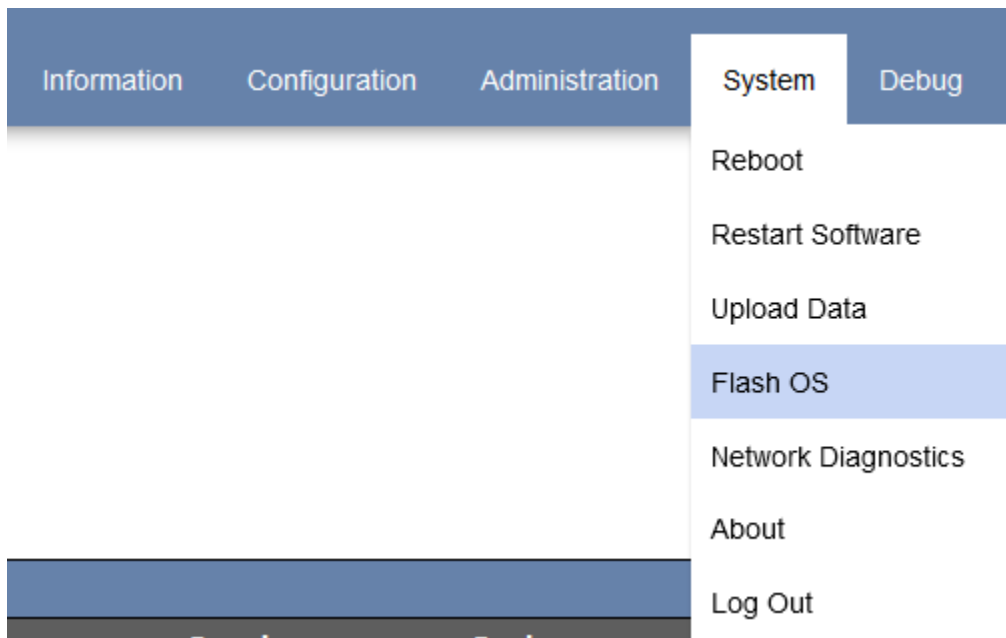 Information Configuration Administration System Debug
Reboot
Restart Software
Upload Data
Flash OS
Network Diagnostics
About
Log Out